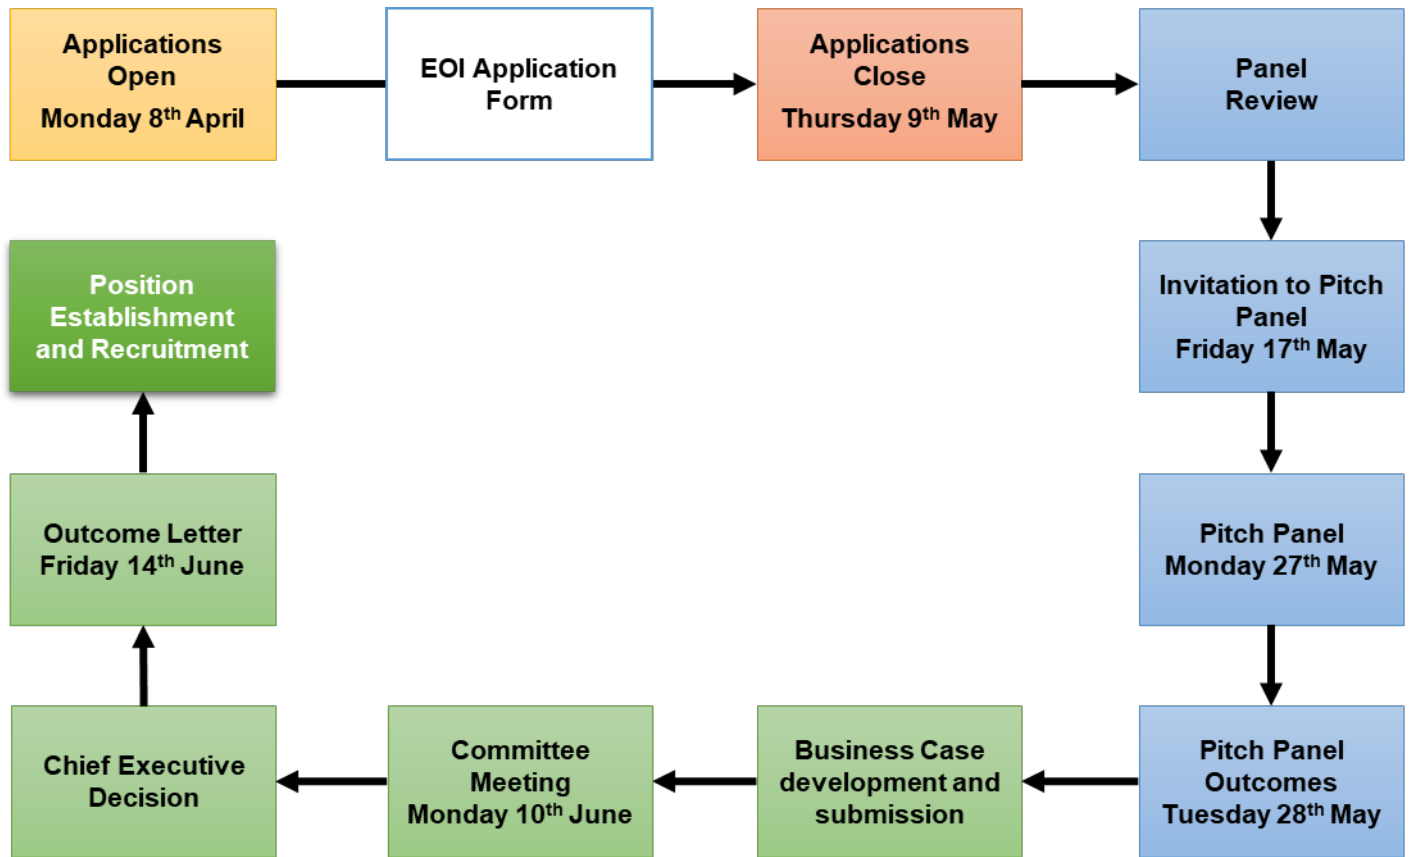 Applications
Open
Monday 8th April
EOI Application
Form
Applications
Close
Thursday 9th May
Panel
Review
Invitation to Pitch
Panel
Friday 17th May
Pitch Panel
Monday 27th May
Pitch Panel
Outcomes
Tuesday 28th May
Business Case
development and
submission
Committee
Meeting
Monday 10th June
Chief Executive
Decision
Outcome Letter
Friday 14th June
Position
Establishment
and Recruitment